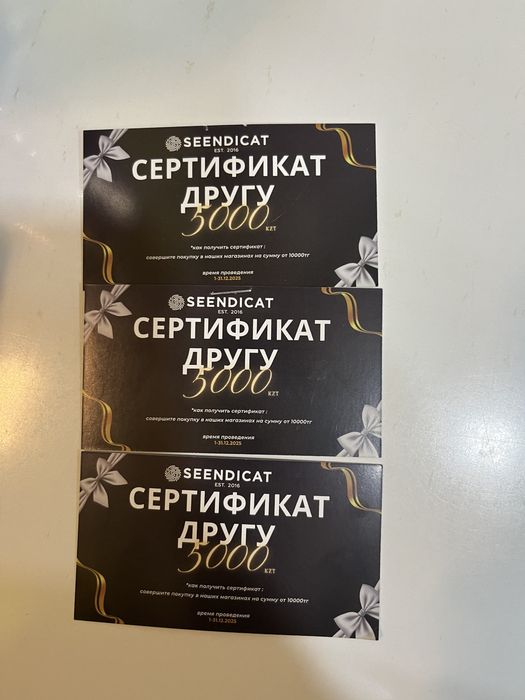 SEENDICAT
EST. 2016
СЕРТИФИКАТ
ДРУГУ
5000 KZT
*как получить сертификат :
совершите покупку в наших магазинах на сумму от 10000тг
время проведения
1-31.12.2025
SEENDICAT
EST. 2016
СЕРТИФИКАТ
ДРУГУ
5000 KZT
*как получить сертификат :
совершите покупку в наших магазинах на сумму от 10000тг
время проведения
1-31.12.2025
SEENDICAT
EST. 2016
СЕРТИФИКАТ
ДРУГУ
5000 KZT
*как получить сертификат :
совершите покупку в наших магазинах на сумму от 10000тг
время проведения
1-31.12.2025